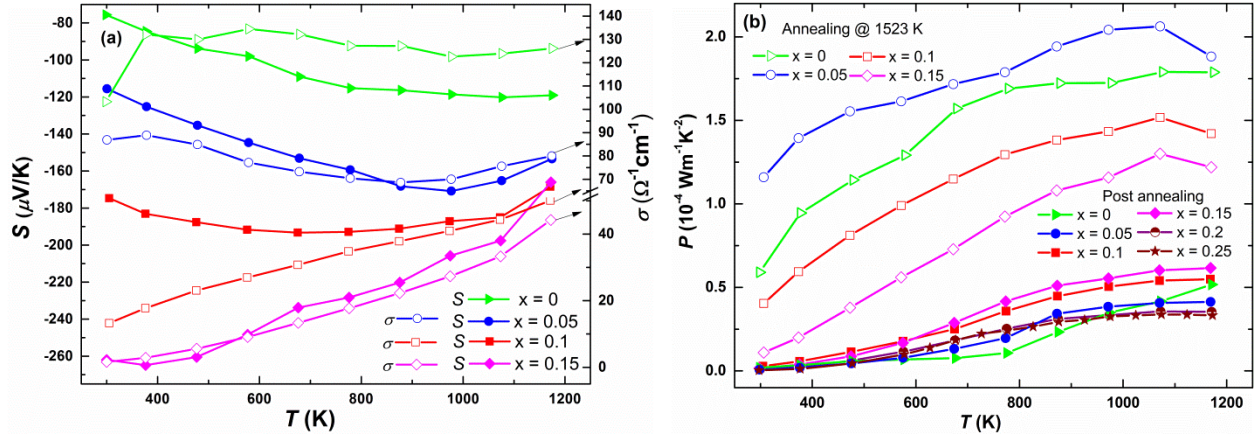 (a)
-80
-100
-120
-140
-160
-180
-200
-220
-240
-260
S (μV/K)
140
130
120
110
100
90
80
70
40
20
0
σ (Ω⁻¹cm⁻¹)
S x = 0
σ S x = 0.05
σ S x = 0.1
σ S x = 0.15
400 600 800 1000 1200
T (K)
(b)
Annealing @ 1523 K
x = 0 x = 0.1
x = 0.05 x = 0.15
2.0
1.5
1.0
0.5
0.0
P (10⁻⁴ Wm⁻¹K⁻²)
Post annealing
x = 0 x = 0.15
x = 0.05 x = 0.2
x = 0.1 x = 0.25
400 600 800 1000 1200
T (K)